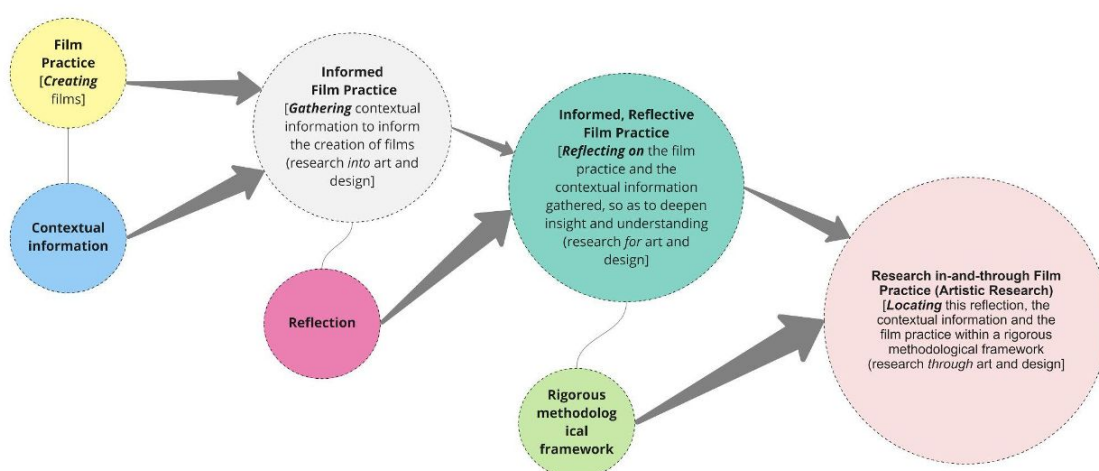 Film
Practice
[Creating
films]
Contextual
information
Informed
Film Practice
[Gathering contextual
information to inform
the creation of films
(research into art and
design]
Reflection
Informed, Reflective
Film Practice
[Reflecting on the film
practice and the
contextual information
gathered, so as to deepen
insight and understanding
(research for art and
design]
Rigorous
methodolog
ical
framework
Research in-and-through Film
Practice (Artistic Research)
[Locating this reflection, the
contextual information and the
film practice within a rigorous
methodological framework
(research through art and design]